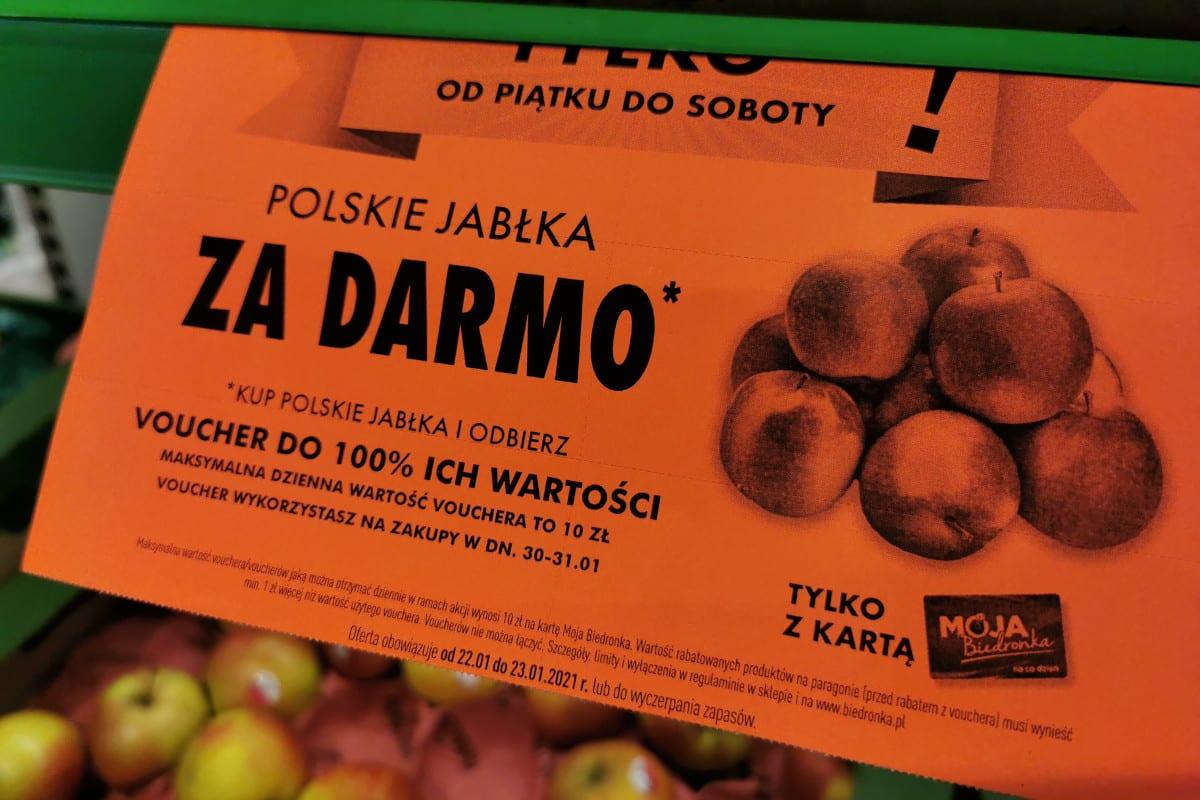 TYLKO
OD PIĄTKU DO SOBOTY
!
POLSKIE JABŁKA
ZA DARMO*
*KUP POLSKIE JABŁKA I ODBIERZ
VOUCHER DO 100% ICH WARTOŚCI
MAKSYMALNA DZIENNA WARTOŚĆ VOUCHERA TO 10 ZŁ
VOUCHER WYKORZYSTASZ NA ZAKUPY W DN. 30-31.01
TYLKO
Z KARTĄ
MOJA
Biedronka
na co dzień
Maksymalna wartość vouchera/voucherów jaką można otrzymać dziennie w ramach akcji wynosi 10 zł na kartę Moja Biedronka. Wartość rabatowanych produktów na paragonie (przed rabatem z vouchera) musi wynieść
min. 1 zł więcej niż wartość użytego vouchera. Voucherów nie można łączyć. Szczegóły, limity i wyłączenia w regulaminie w sklepie i na www.biedronka.pl
Oferta obowiązuje od 22.01 do 23.01.2021 r. lub do wyczerpania zapasów.